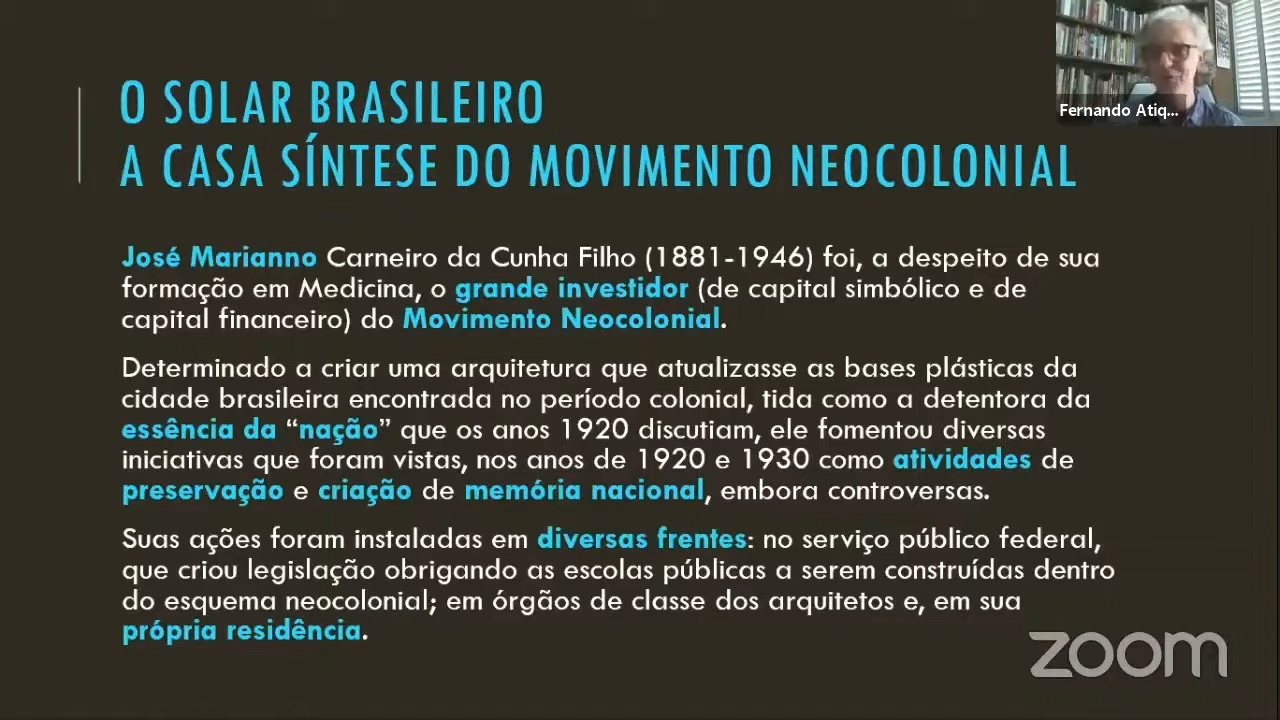 O SOLAR BRASILEIRO
A CASA SÍNTESE DO MOVIMENTO NEOCOLONIAL
Fernando Atiq...
José Marianno Carneiro da Cunha Filho (1881-1946) foi, a despeito de sua
formação em Medicina, o grande investidor (de capital simbólico e de
capital financeiro) do Movimento Neocolonial.
Determinado a criar uma arquitetura que atualizasse as bases plásticas da
cidade brasileira encontrada no período colonial, tida como a detentora da
essência da “nação” que os anos 1920 discutiam, ele fomentou diversas
iniciativas que foram vistas, nos anos de 1920 e 1930 como atividades de
preservação e criação de memória nacional, embora controversas.
Suas ações foram instaladas em diversas frentes: no serviço público federal,
que criou legislação obrigando as escolas públicas a serem construídas dentro
do esquema neocolonial; em órgãos de classe dos arquitetos e, em sua
própria residência.
zoom